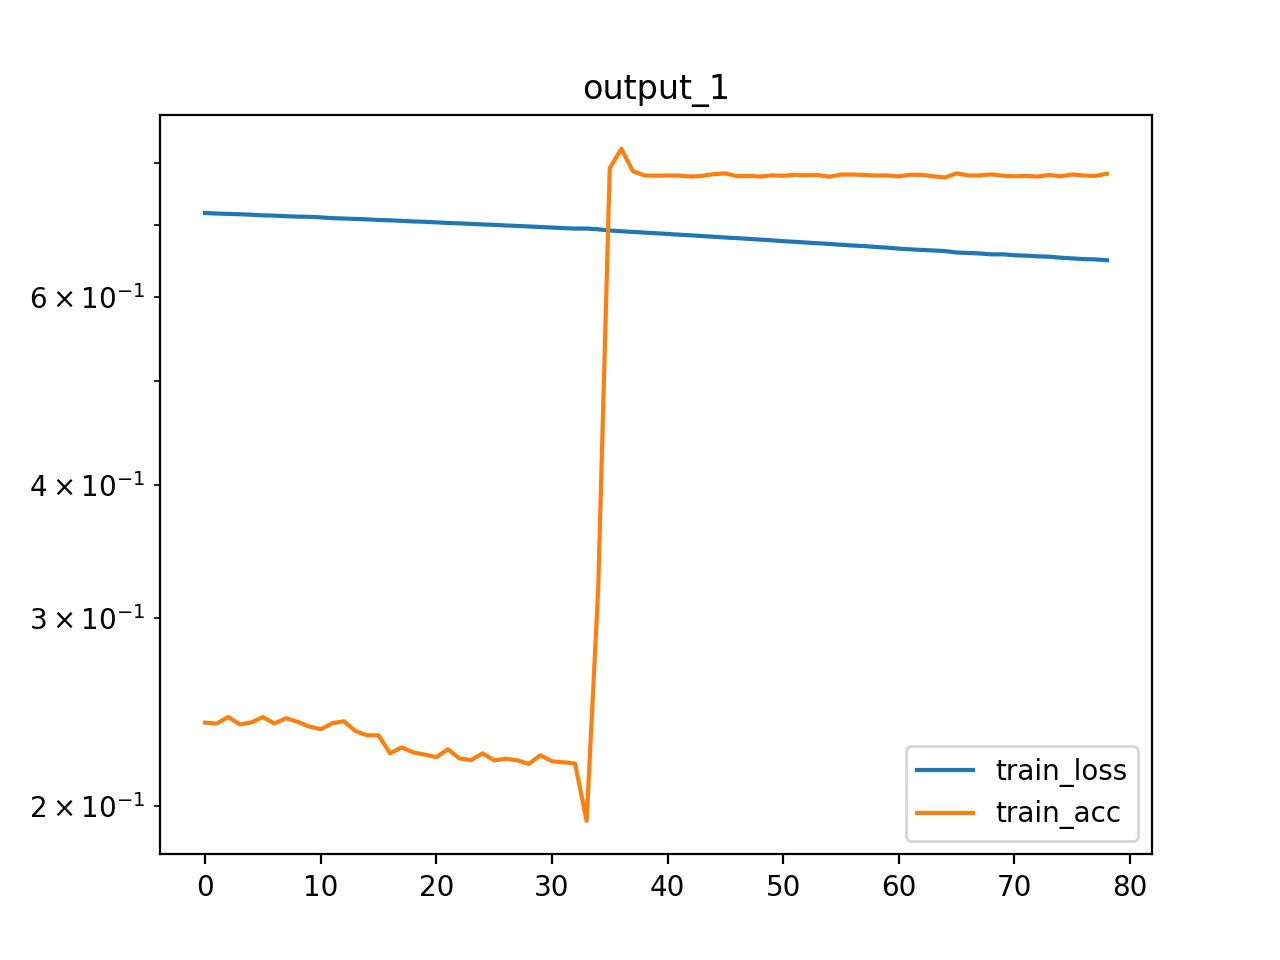 output_1
6 × 10⁻¹
4 × 10⁻¹
3 × 10⁻¹
2 × 10⁻¹
train_loss
train_acc
0 10 20 30 40 50 60 70 80